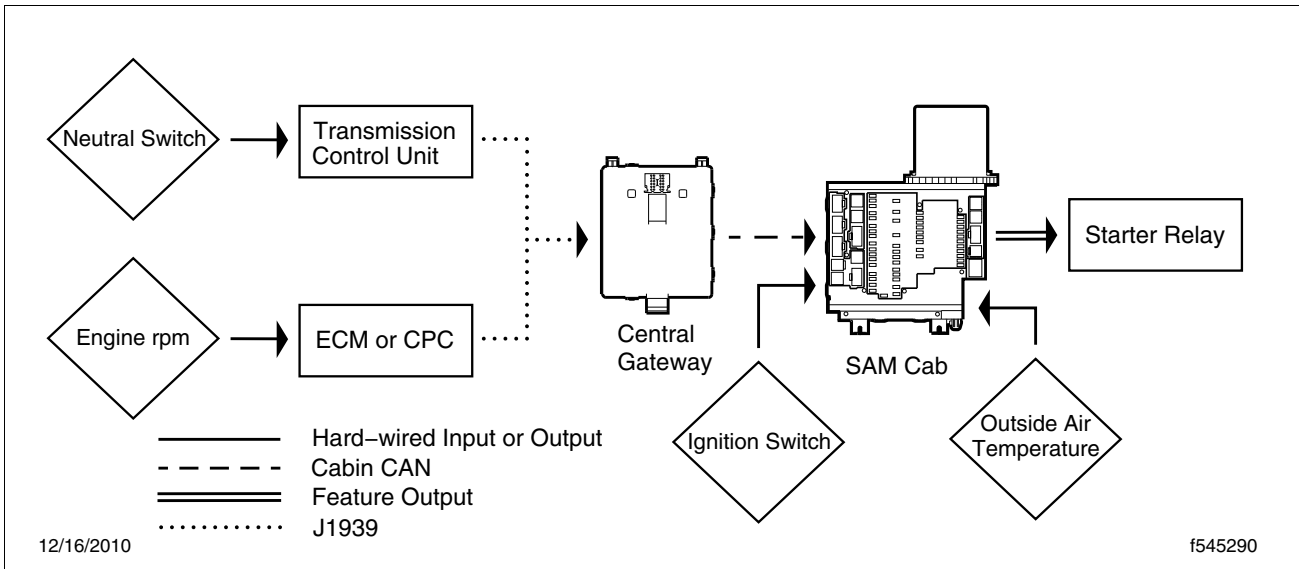 Neutral Switch
Transmission
Control Unit
Engine rpm
ECM or CPC
Central
Gateway
SAM Cab
Starter Relay
Ignition Switch
Outside Air
Temperature
Hard−wired Input or Output
Cabin CAN
Feature Output
J1939
12/16/2010
f545290